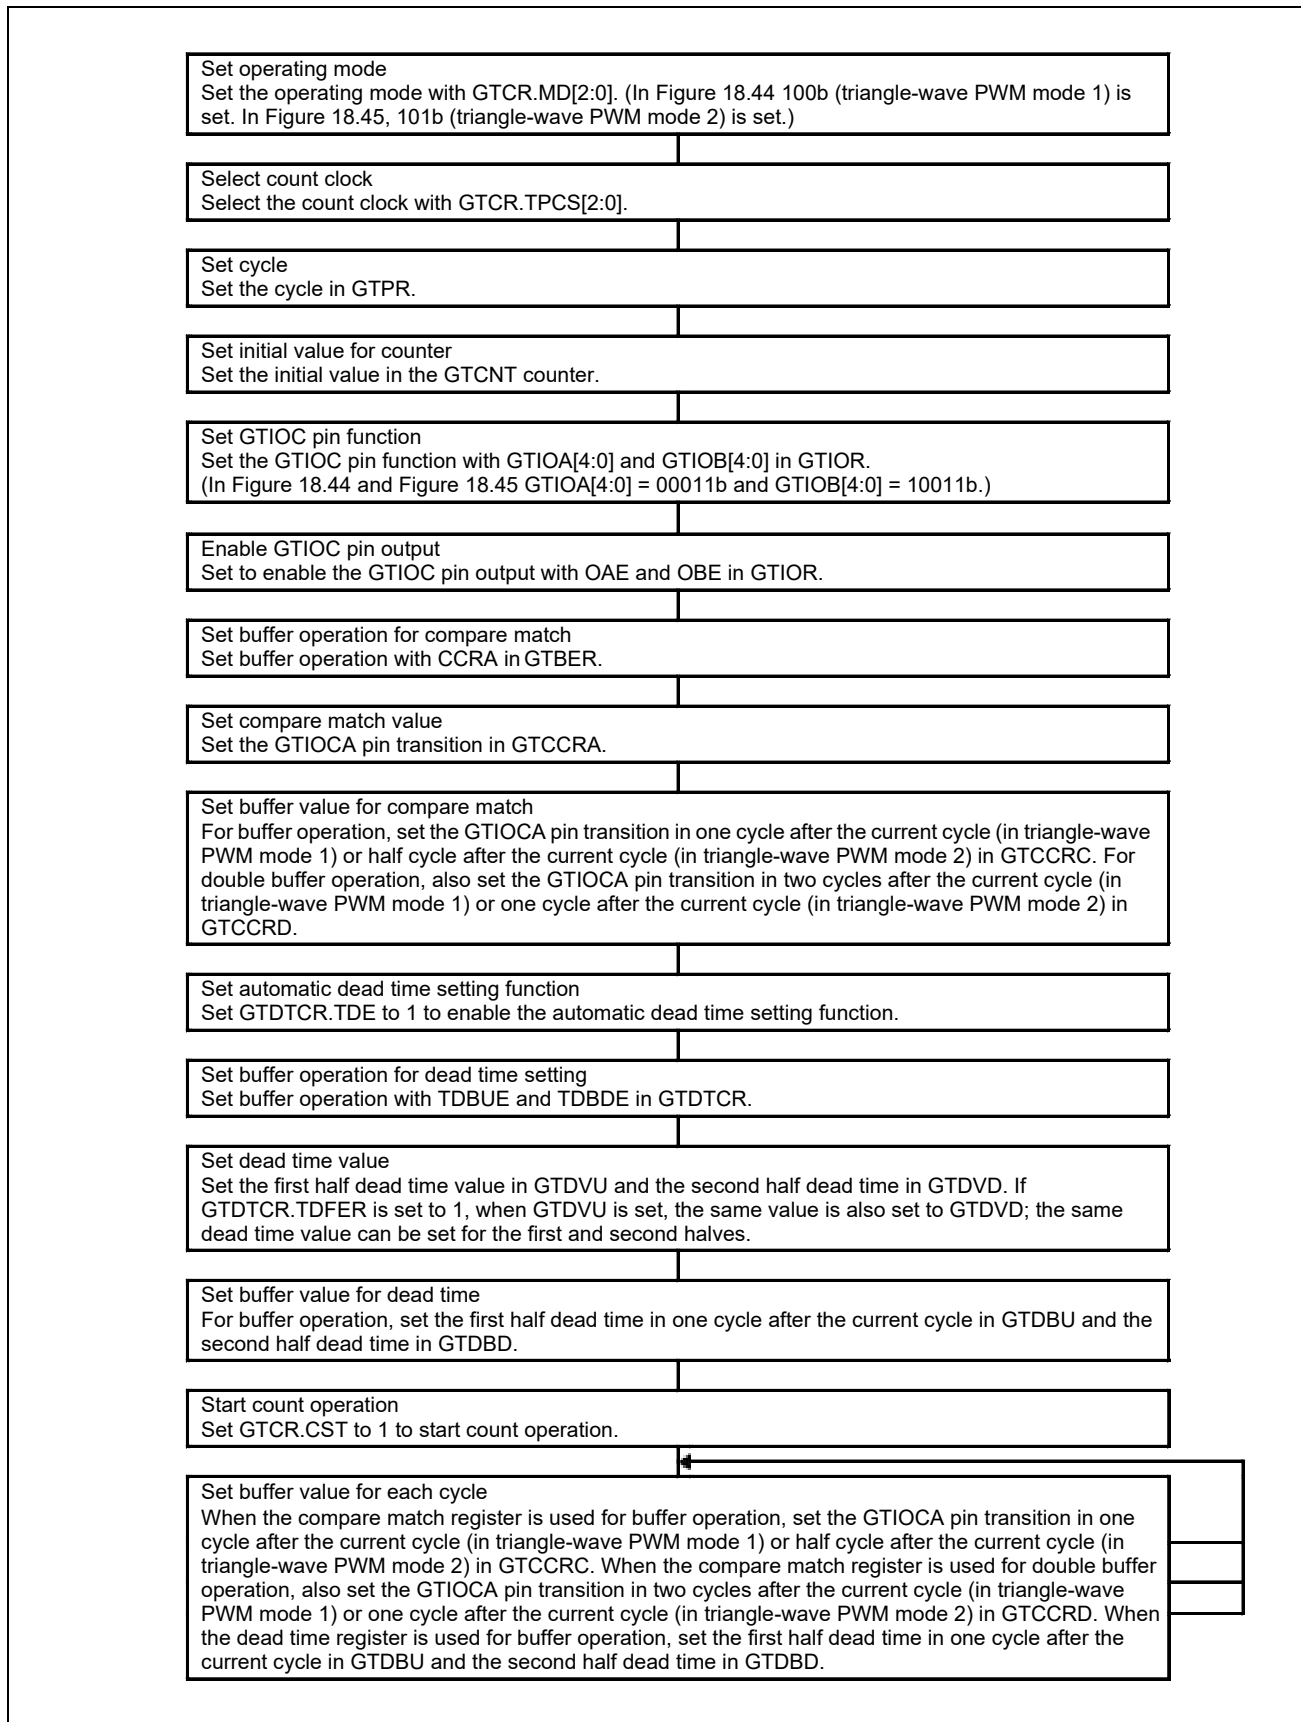 Set operating mode
Set the operating mode with GTCR.MD[2:0]. (In Figure 18.44 100b (triangle-wave PWM mode 1) is
set. In Figure 18.45, 101b (triangle-wave PWM mode 2) is set.)
Select count clock
Select the count clock with GTCR.TPCS[2:0].
Set cycle
Set the cycle in GTPR.
Set initial value for counter
Set the initial value in the GTCNT counter.
Set GTIOC pin function
Set the GTIOC pin function with GTIOA[4:0] and GTIOB[4:0] in GTIOR.
(In Figure 18.44 and Figure 18.45 GTIOA[4:0] = 00011b and GTIOB[4:0] = 10011b.)
Enable GTIOC pin output
Set to enable the GTIOC pin output with OAE and OBE in GTIOR.
Set buffer operation for compare match
Set buffer operation with CCRA in GTBER.
Set compare match value
Set the GTIOCA pin transition in GTCCRA.
Set buffer value for compare match
For buffer operation, set the GTIOCA pin transition in one cycle after the current cycle (in triangle-wave
PWM mode 1) or half cycle after the current cycle (in triangle-wave PWM mode 2) in GTCCRC. For
double buffer operation, also set the GTIOCA pin transition in two cycles after the current cycle (in
triangle-wave PWM mode 1) or one cycle after the current cycle (in triangle-wave PWM mode 2) in
GTCCRD.
Set automatic dead time setting function
Set GTDTCR.TDE to 1 to enable the automatic dead time setting function.
Set buffer operation for dead time setting
Set buffer operation with TDBUE and TDBDE in GTDTCR.
Set dead time value
Set the first half dead time value in GTDVU and the second half dead time in GTDVD. If
GTDTCR.TDFER is set to 1, when GTDVU is set, the same value is also set to GTDVD; the same
dead time value can be set for the first and second halves.
Set buffer value for dead time
For buffer operation, set the first half dead time in one cycle after the current cycle in GTDBU and the
second half dead time in GTDBD.
Start count operation
Set GTCR.CST to 1 to start count operation.
Set buffer value for each cycle
When the compare match register is used for buffer operation, set the GTIOCA pin transition in one
cycle after the current cycle (in triangle-wave PWM mode 1) or half cycle after the current cycle (in
triangle-wave PWM mode 2) in GTCCRC. When the compare match register is used for double buffer
operation, also set the GTIOCA pin transition in two cycles after the current cycle (in triangle-wave
PWM mode 1) or one cycle after the current cycle (in triangle-wave PWM mode 2) in GTCCRD. When
the dead time register is used for buffer operation, set the first half dead time in one cycle after the
current cycle in GTDBU and the second half dead time in GTDBD.